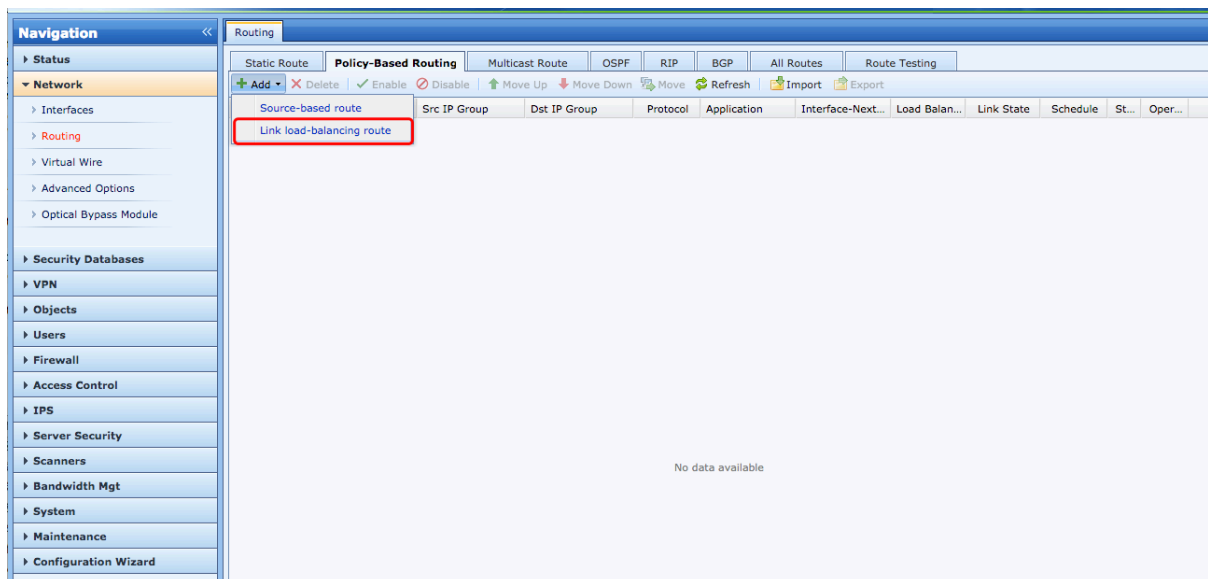 Navigation «
Routing
Status
Network
Interfaces
Routing
Virtual Wire
Advanced Options
Optical Bypass Module
Security Databases
VPN
Objects
Users
Firewall
Access Control
IPS
Server Security
Scanners
Bandwidth Mgt
System
Maintenance
Configuration Wizard
Static Route Policy-Based Routing Multicast Route OSPF RIP BGP All Routes Route Testing
Add Delete Enable Disable Move Up Move Down Move Refresh Import Export
Source-based route
Link load-balancing route
Src IP Group Dst IP Group Protocol Application Interface-Next... Load Balan... Link State Schedule St... Oper...
No data available